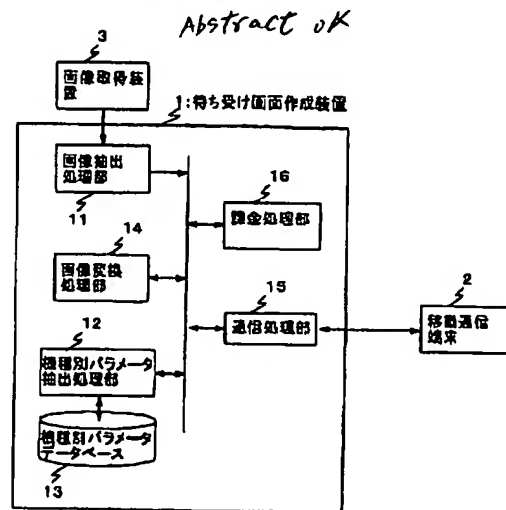 Abstract OK
3
画像取得装
置
1:待ち受け画面作成装置
画像抽出
処理部
11
16
課金処理部
14
画像変換
処理部
15
通信処理部
2
移動通信
端末
12
機種別パラメータ
抽出処理部
機種別パラメータ
データベース
13